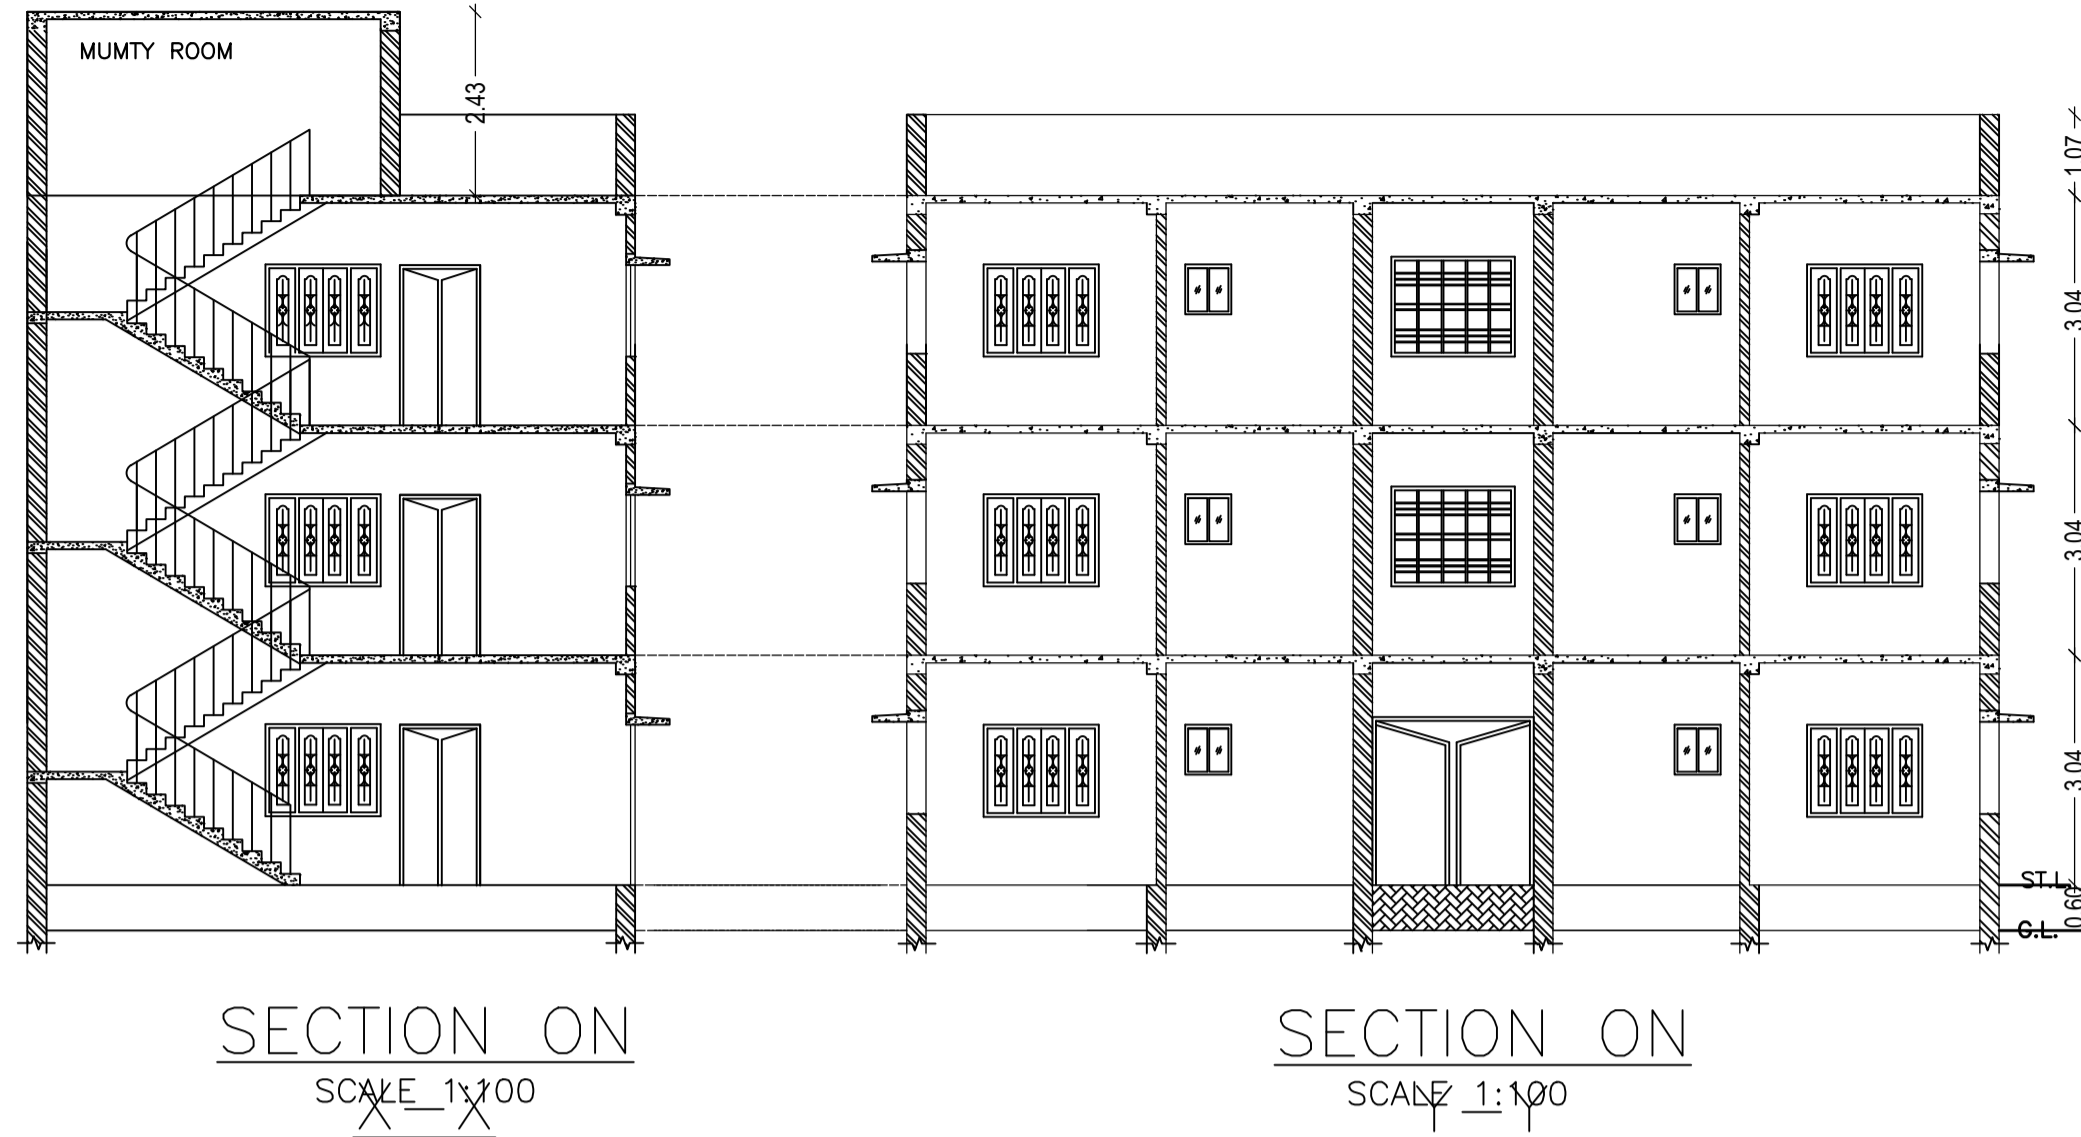 MUMTY ROOM
2.43
1.07
3.04
3.04
3.04
ST.L
0.60
G.L.
SECTION ON
SCALE 1:100
X—X
SECTION ON
SCALE 1:100
Y—Y